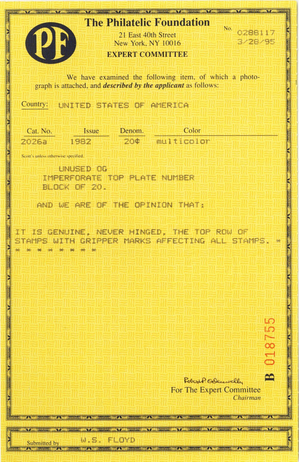 The Philatelic Foundation
21 East 40th Street
New York, NY 10016
EXPERT COMMITTEE
No. 0288117
3/28/95
PF
We have examined the following item, of which a photo-
graph is attached, and described by the applicant as follows:
Country: UNITED STATES OF AMERICA
Cat. No. Issue Denom. Color
2026a 1982 20¢ multicolor
Scott's unless otherwise specified.
UNUSED OG
IMPERFORATE TOP PLATE NUMBER
BLOCK OF 20.
AND WE ARE OF THE OPINION THAT;
IT IS GENUINE, NEVER HINGED, THE TOP ROW OF
STAMPS WITH GRIPPER MARKS AFFECTING ALL STAMPS. *
* * * * * * * *
B 018755
For The Expert Committee
Chairman
Submitted by W.S. FLOYD